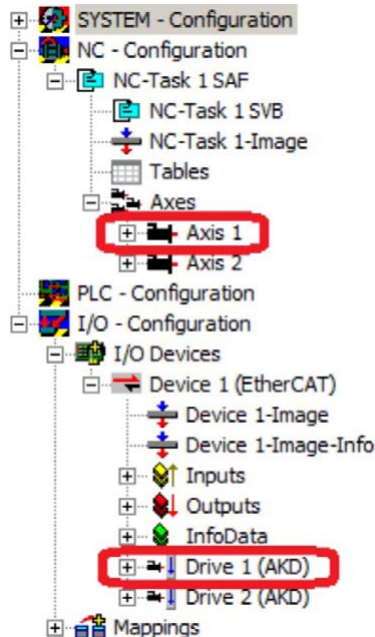 SYSTEM - Configuration
NC - Configuration
NC-Task 1 SAF
NC-Task 1 SVB
NC-Task 1-Image
Tables
Axes
Axis 1
Axis 2
PLC - Configuration
I/O - Configuration
I/O Devices
Device 1 (EtherCAT)
Device 1-Image
Device 1-Image-Info
Inputs
Outputs
InfoData
Drive 1 (AKD)
Drive 2 (AKD)
Mappings